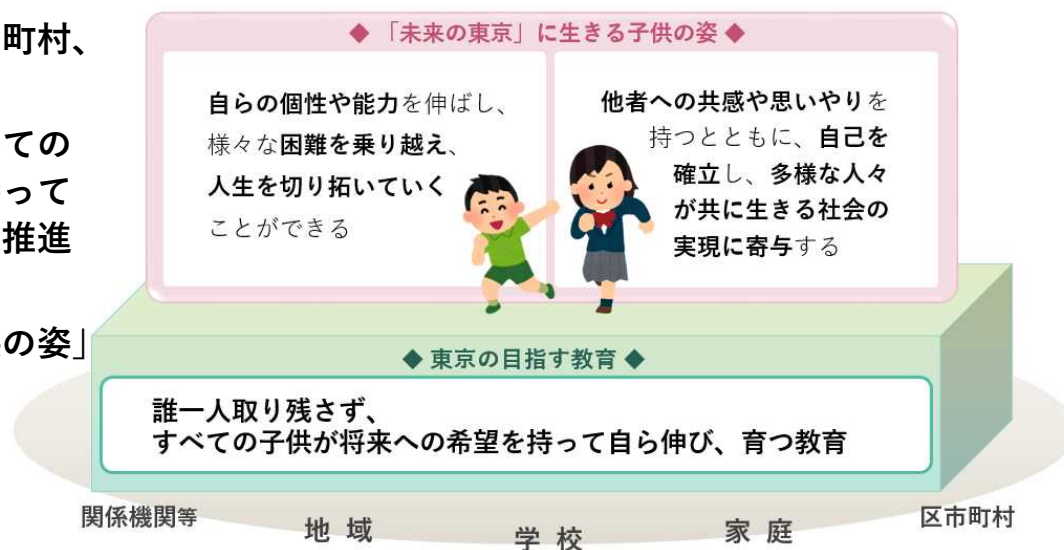 町村、
ての
って
推進
の姿」
◆ 「未来の東京」に生きる子供の姿 ◆
自らの個性や能力を伸ばし、
様々な困難を乗り越え、
人生を切り拓いていく
ことができる
他者への共感や思いやりを
持つとともに、自己を
確立し、多様な人々
が共に生きる社会の
実現に寄与する
◆ 東京の目指す教育 ◆
誰一人取り残さず、
すべての子供が将来への希望を持って自ら伸び、育つ教育
関係機関等
地 域
学 校
家 庭
区市町村